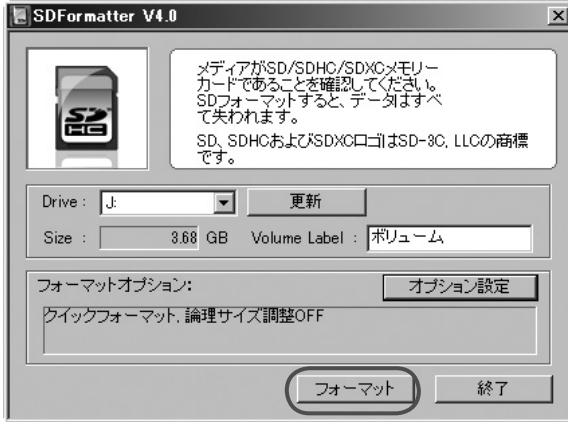 SDFormatter V4.0
メディアがSD/SDHC/SDXCメモリー
カードであることを確認してください。
SDフォーマットすると、データはすべ
て失われます。
SD、SDHCおよびSDXCロゴはSD-3C, LLCの商標
です。
SD
HC
Drive : J: 更新
Size : 3.68 GB Volume Label : ボリューム
フォーマットオプション: オプション設定
クイックフォーマット, 論理サイズ調整OFF
フォーマット 終了